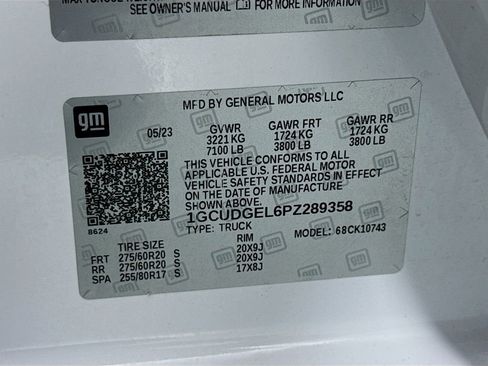 SEE OWNER'S MANUAL FOR MORE INFORMATION
gm
MFD BY GENERAL MOTORS LLC
05/23
GVWR GAWR FRT GAWR RR
3221 KG 1724 KG 1724 KG
7100 LB 3800 LB 3800 LB
THIS VEHICLE CONFORMS TO ALL
APPLICABLE U.S. FEDERAL MOTOR
VEHICLE SAFETY STANDARDS IN EFFECT
ON THE DATE OF MANUFACTURE
SHOWN ABOVE.
8624
1GCUDGEL6PZ289358
TYPE: TRUCK MODEL: 68CK10743
TIRE SIZE RIM
FRT 275/60R20 S 20X9J
RR 275/60R20 S 20X9J
SPA 255/80R17 S 17X8J